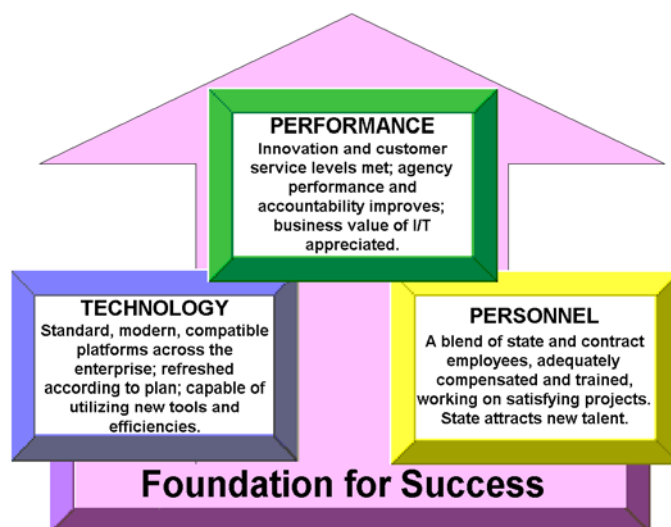 PERFORMANCE
Innovation and customer
service levels met; agency
performance and
accountability improves;
business value of I/T
appreciated.
TECHNOLOGY
Standard, modern, compatible
platforms across the
enterprise; refreshed
according to plan; capable of
utilizing new tools and
efficiencies.
PERSONNEL
A blend of state and contract
employees, adequately
compensated and trained,
working on satisfying projects.
State attracts new talent.
Foundation for Success